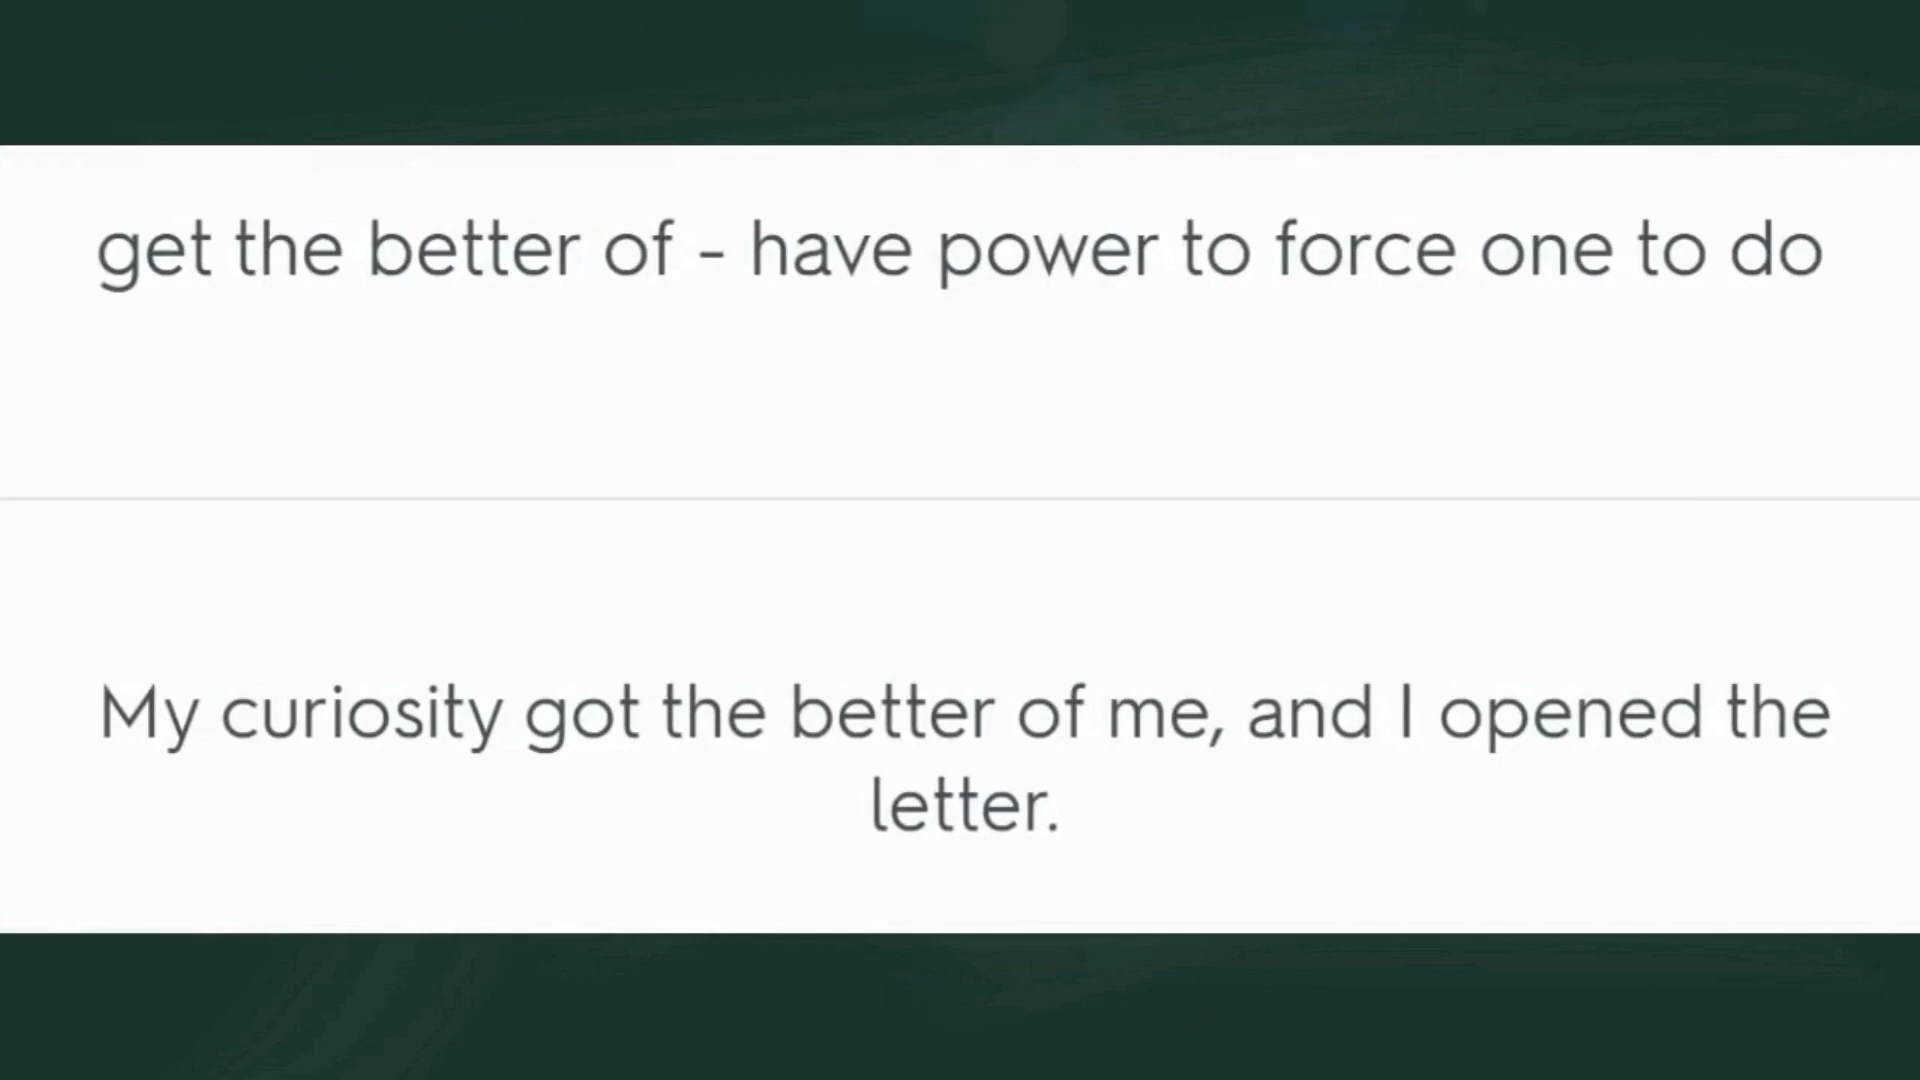 get the better of - have power to force one to do
My curiosity got the better of me, and I opened the
letter.